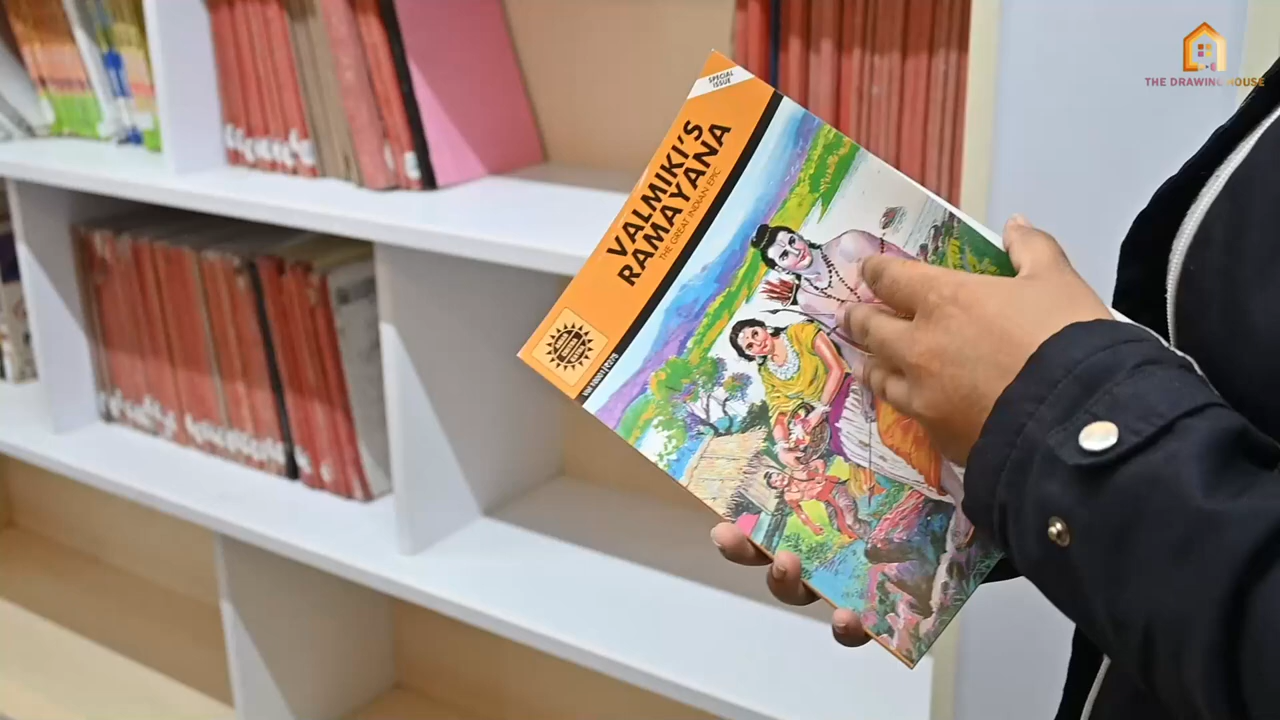 THE DRAWING HOUSE
SPECIAL
ISSUE
VALMIKI'S
RAMAYANA
THE GREAT INDIAN EPIC